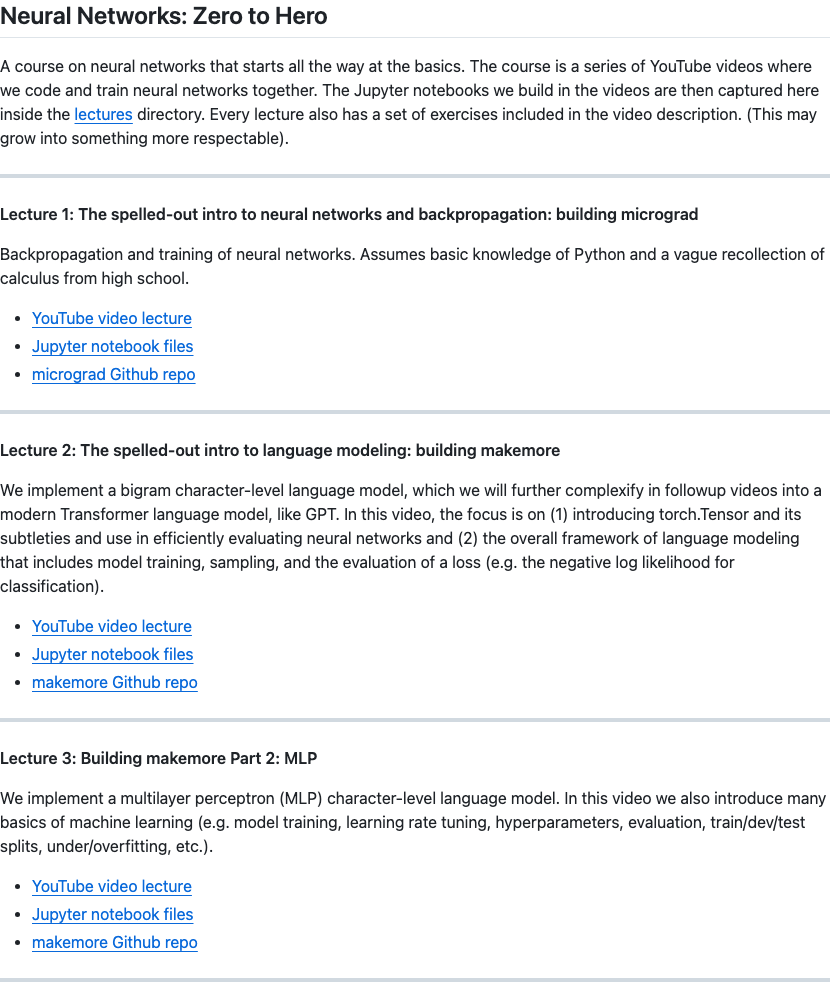 Neural Networks: Zero to Hero
A course on neural networks that starts all the way at the basics. The course is a series of YouTube videos where
we code and train neural networks together. The Jupyter notebooks we build in the videos are then captured here
inside the lectures directory. Every lecture also has a set of exercises included in the video description. (This may
grow into something more respectable).
Lecture 1: The spelled-out intro to neural networks and backpropagation: building micrograd
Backpropagation and training of neural networks. Assumes basic knowledge of Python and a vague recollection of
calculus from high school.
• YouTube video lecture
• Jupyter notebook files
• micrograd Github repo
Lecture 2: The spelled-out intro to language modeling: building makemore
We implement a bigram character-level language model, which we will further complexify in followup videos into a
modern Transformer language model, like GPT. In this video, the focus is on (1) introducing torch.Tensor and its
subtleties and use in efficiently evaluating neural networks and (2) the overall framework of language modeling
that includes model training, sampling, and the evaluation of a loss (e.g. the negative log likelihood for
classification).
• YouTube video lecture
• Jupyter notebook files
• makemore Github repo
Lecture 3: Building makemore Part 2: MLP
We implement a multilayer perceptron (MLP) character-level language model. In this video we also introduce many
basics of machine learning (e.g. model training, learning rate tuning, hyperparameters, evaluation, train/dev/test
splits, under/overfitting, etc.).
• YouTube video lecture
• Jupyter notebook files
• makemore Github repo